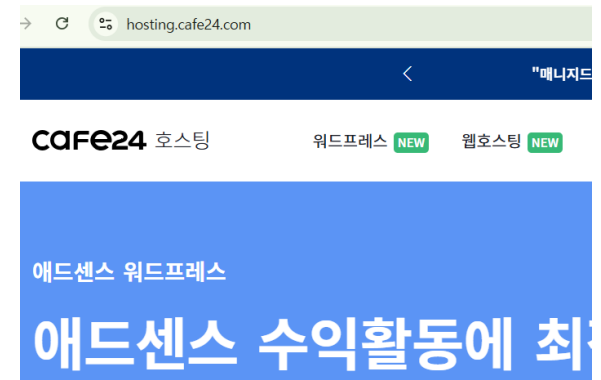 hosting.cafe24.com
"매니지드
cafe24 호스팅
워드프레스 NEW 웹호스팅 NEW
애드센스 워드프레스
애드센스 수익활동에